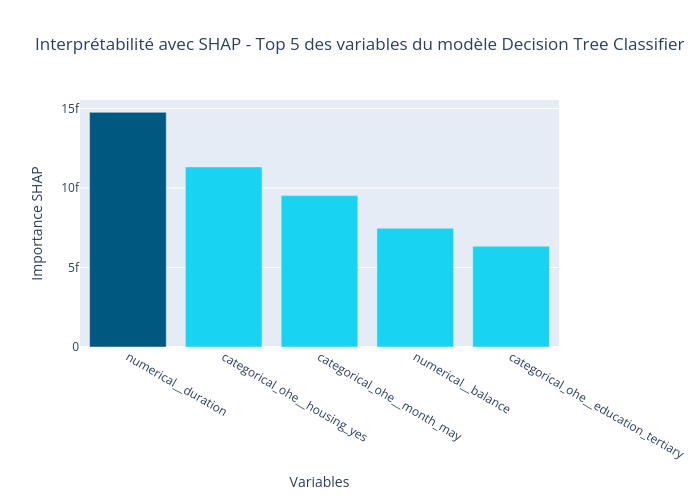 Interprétabilité avec SHAP - Top 5 des variables du modèle Decision Tree Classifier
Importance SHAP
15f
10f
5f
0
numerical__duration
categorical_ohe__housing_yes
categorical_ohe__month_may
numerical__balance
categorical_ohe__education_tertiary
Variables